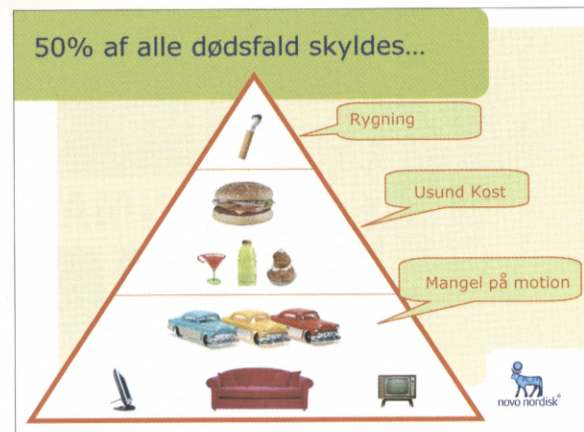 50% af alle dødsfald skyldes...
Rygning
Usund Kost
Mangel på motion
novo nordisk®